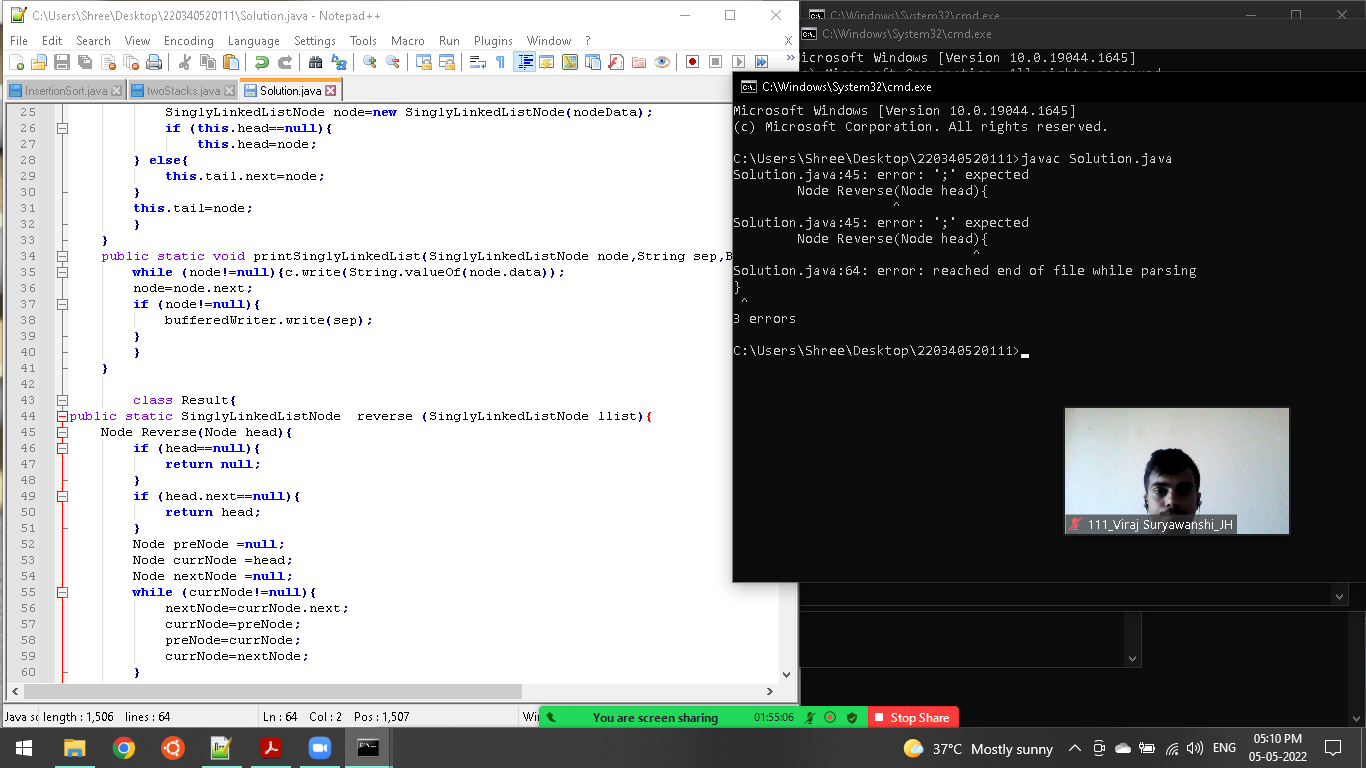 C:\Users\Shree\Desktop\220340520111\Solution.java - Notepad++
File Edit Search View Encoding Language Settings Tools Macro Run Plugins Window ? X
InsertionSort.java twoStacks.java Solution.java
25 SinglyLinkedListNode node=new SinglyLinkedListNode(nodeData);
26 if (this.head==null){
27 this.head=node;
28 } else{
29 this.tail.next=node;
30 }
31 this.tail=node;
32 }
33 }
34 public static void printSinglyLinkedList(SinglyLinkedListNode node,String sep,B
35 while (node!=null){c.write(String.valueOf(node.data));
36 node=node.next;
37 if (node!=null){
38 bufferedWriter.write(sep);
39 }
40 }
41 }
42
43 class Result{
44 public static SinglyLinkedListNode  reverse (SinglyLinkedListNode llist){
45 Node Reverse(Node head){
46 if (head==null){
47 return null;
48 }
49 if (head.next==null){
50 return head;
51 }
52 Node preNode =null;
53 Node currNode =head;
54 Node nextNode =null;
55 while (currNode!=null){
56 nextNode=currNode.next;
57 currNode=preNode;
58 preNode=currNode;
59 currNode=nextNode;
60 }
Java so length : 1,506 lines : 64 Ln : 64 Col : 2 Pos : 1,507 Win
C:\Windows\System32\cmd.exe
C:\Windows\System32\cmd.exe
icrosoft Windows [Version 10.0.19044.1645]
C:\Windows\System32\cmd.exe
Microsoft Windows [Version 10.0.19044.1645]
(c) Microsoft Corporation. All rights reserved.
C:\Users\Shree\Desktop\220340520111>javac Solution.java
Solution.java:45: error: ';' expected
Node Reverse(Node head){
^
Solution.java:45: error: ';' expected
Node Reverse(Node head){
^
Solution.java:64: error: reached end of file while parsing
}
^
3 errors
C:\Users\Shree\Desktop\220340520111>
111_Viraj Suryawanshi_JH
You are screen sharing 01:55:06 Stop Share
37°C Mostly sunny ENG 05:10 PM
05-05-2022